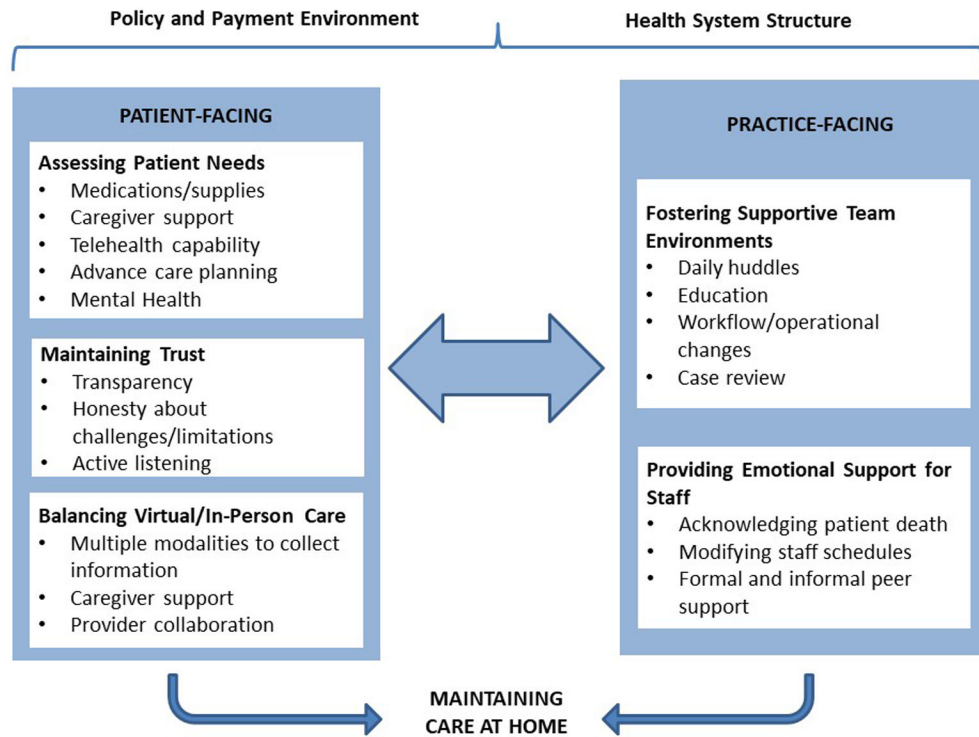 Policy and Payment Environment
Health System Structure
PATIENT-FACING
Assessing Patient Needs
• Medications/supplies
• Caregiver support
• Telehealth capability
• Advance care planning
• Mental Health
Maintaining Trust
• Transparency
• Honesty about
challenges/limitations
• Active listening
Balancing Virtual/In-Person Care
• Multiple modalities to collect
information
• Caregiver support
• Provider collaboration
PRACTICE-FACING
Fostering Supportive Team
Environments
• Daily huddles
• Education
• Workflow/operational
changes
• Case review
Providing Emotional Support for
Staff
• Acknowledging patient death
• Modifying staff schedules
• Formal and informal peer
support
MAINTAINING
CARE AT HOME